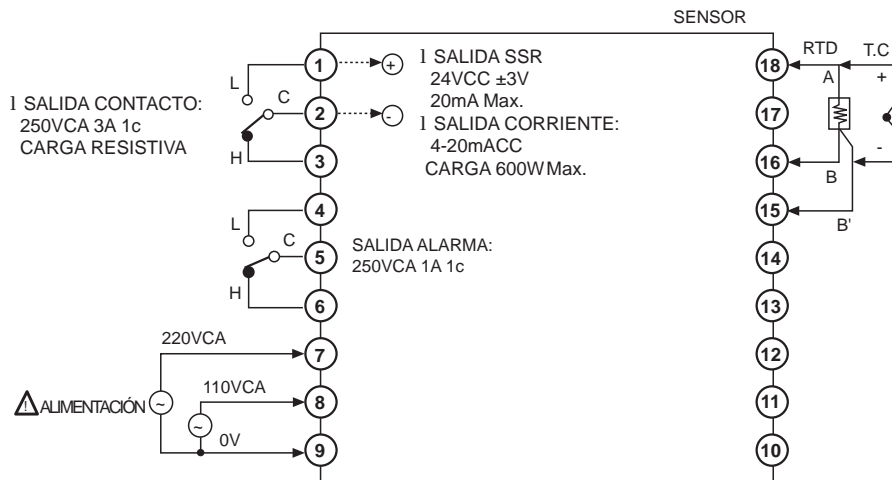 SENSOR
1
+
l SALIDA SSR
24VCC ±3V
20mA Max.
18
RTD
T.C
A
+
L
C
l SALIDA CONTACTO:
250VCA 3A 1c
CARGA RESISTIVA
2
-
l SALIDA CORRIENTE:
4-20mACC
CARGA 600W Max.
17
H
3
16
B
-
4
15
B'
L
C
5
SALIDA ALARMA:
250VCA 1A 1c
14
H
6
13
220VCA
7
12
! ALIMENTACIÓN
~
110VCA
8
11
~
0V
9
10